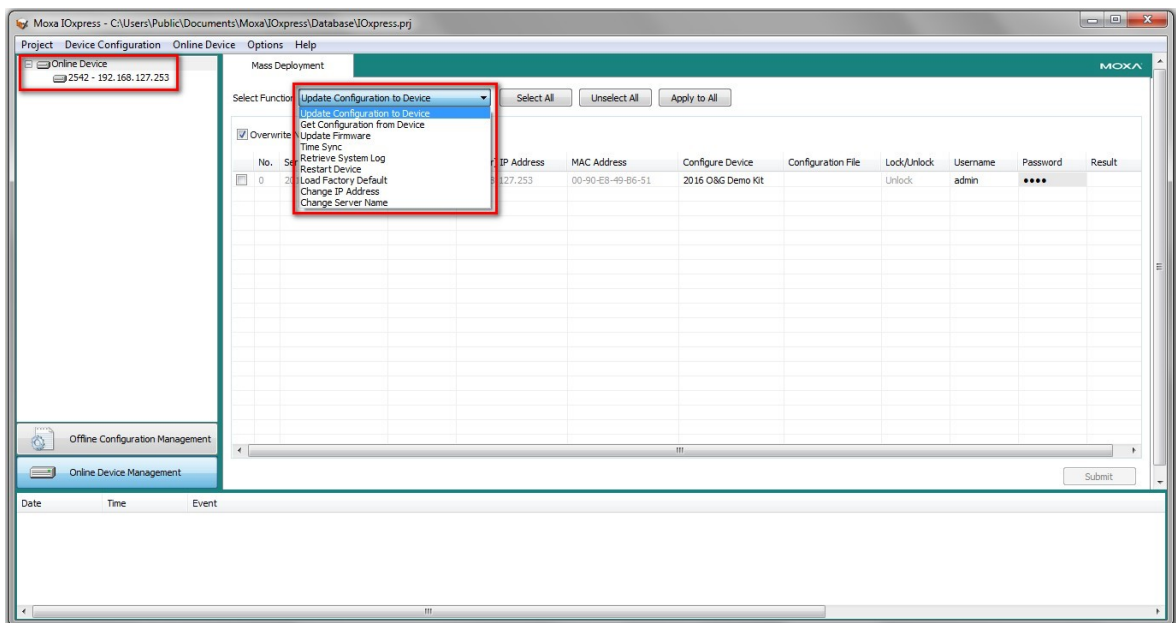 Moxa IOxpress - C:\Users\Public\Documents\Moxa\IOxpress\Database\IOxpress.prj
Project Device Configuration Online Device Options Help
Online Device
2542 - 192.168.127.253
Mass Deployment
MOXA
Select Function Update Configuration to Device Select All Unselect All Apply to All
Update Configuration to Device
Get Configuration from Device
Update Firmware
Time Sync
Retrieve System Log
Restart Device
Load Factory Default
Change IP Address
Change Server Name
Overwrite
No. IP Address MAC Address Configure Device Configuration File Lock/Unlock Username Password Result
0 127.253 00-90-E8-49-B6-51 2016 O&G Demo Kit Unlock admin ••••
Offline Configuration Management
Online Device Management
Submit
Date Time Event